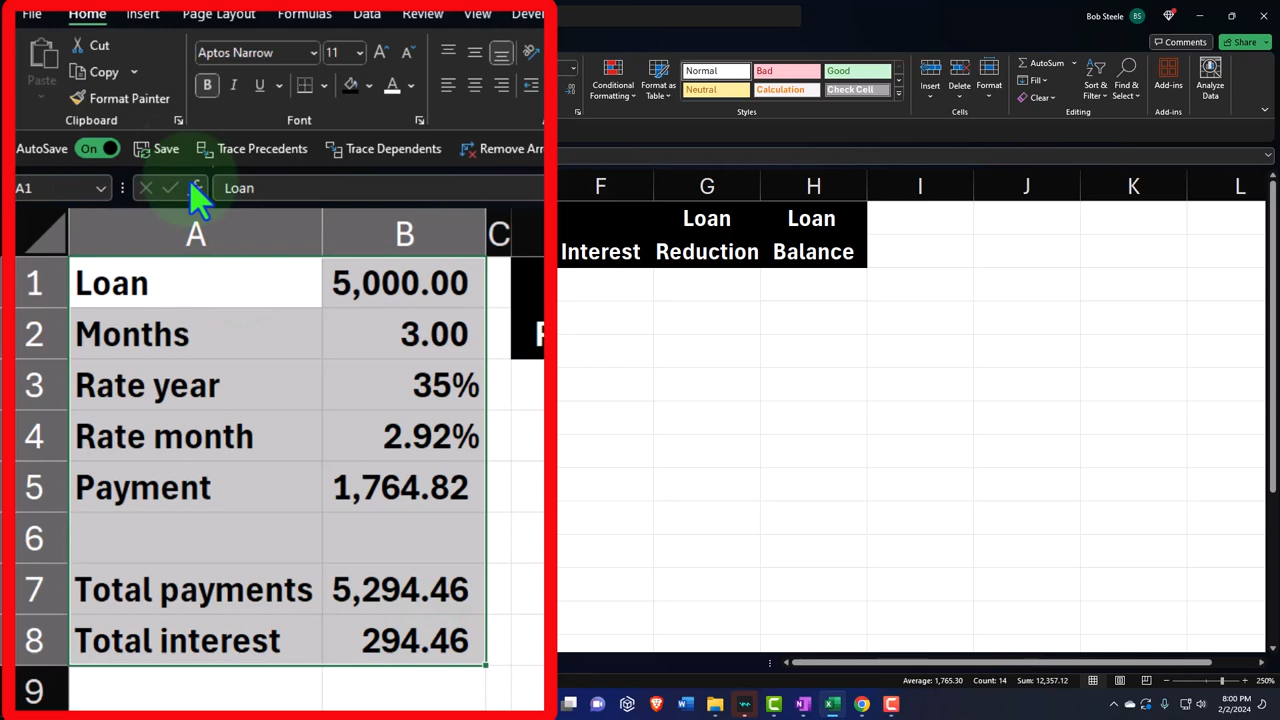 Bob Steele BS
File Home Insert Page Layout Formulas Data Review View Devel
Comments Share
Paste Cut Copy Format Painter
Clipboard
Aptos Narrow 11
B I U A
Font
Conditional Formatting Format as Table
Normal Bad Good
Neutral Calculation Check Cell
Styles
Insert Delete Format
Cells
AutoSum Fill Clear Sort & Filter Find & Select
Editing
Add-ins
Add-ins
Analyze Data
AutoSave On Save Trace Precedents Trace Dependents Remove Arr
A1 Loan
A B C F G H I J K L
1 Loan 5,000.00
2 Months 3.00
3 Rate year 35%
4 Rate month 2.92%
5 Payment 1,764.82
6
7 Total payments 5,294.46
8 Total interest 294.46
9
Loan Loan
Interest Reduction Balance
Average: 1,765.30 Count: 14 Sum: 12,357.12 250%
8:00 PM
2/2/2024